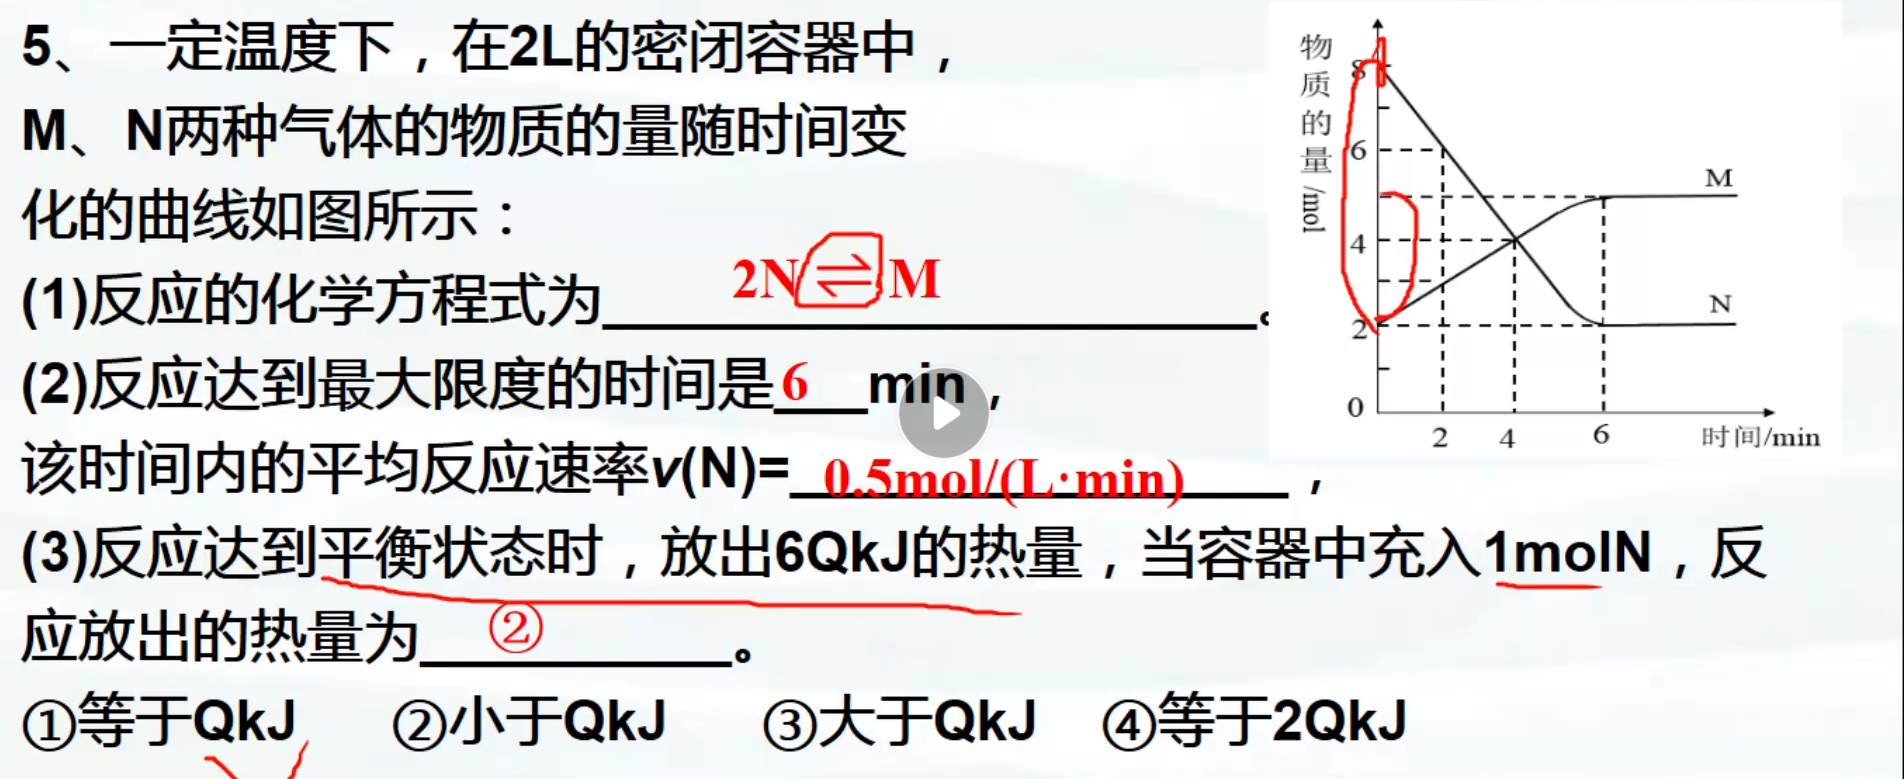 5、一定温度下，在2L的密闭容器中，
M、N两种气体的物质的量随时间变
化的曲线如图所示：
(1)反应的化学方程式为 2N⇌M 。
(2)反应达到最大限度的时间是 6 min，
该时间内的平均反应速率v(N)= 0.5mol/(L·min) ，
(3)反应达到平衡状态时，放出6QkJ的热量，当容器中充入1molN，反
应放出的热量为 ② 。
①等于QkJ ②小于QkJ ③大于QkJ ④等于2QkJ
物质的量/mol
8
6
M
4
N
2
0
2 4 6 时间/min